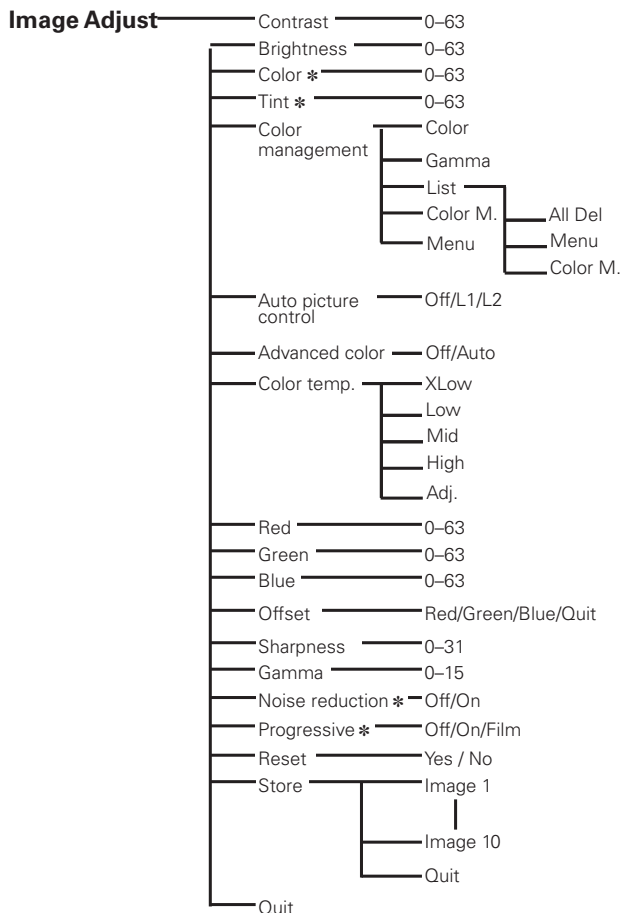 Image Adjust Contrast 0–63
Brightness 0–63
Color ✻ 0–63
Tint ✻ 0–63
Color management Color
Gamma
List
Color M.
Menu
All Del
Menu
Color M.
Auto picture control Off/L1/L2
Advanced color Off/Auto
Color temp. XLow
Low
Mid
High
Adj.
Red 0–63
Green 0–63
Blue 0–63
Offset Red/Green/Blue/Quit
Sharpness 0–31
Gamma 0–15
Noise reduction ✻ Off/On
Progressive ✻ Off/On/Film
Reset Yes / No
Store Image 1
Image 10
Quit
Quit